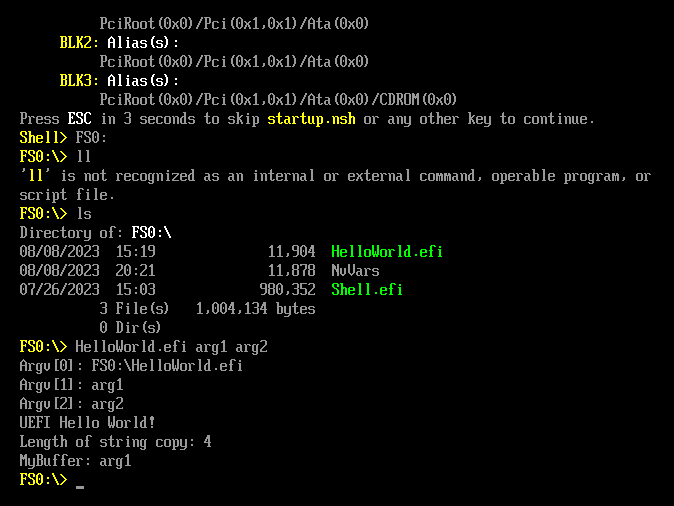 PciRoot(0x0)/Pci(0x1,0x1)/Ata(0x0)
BLK2: Alias(s):
PciRoot(0x0)/Pci(0x1,0x1)/Ata(0x0)
BLK3: Alias(s):
PciRoot(0x0)/Pci(0x1,0x1)/Ata(0x0)/CDROM(0x0)
Press ESC in 3 seconds to skip startup.nsh or any other key to continue.
Shell> FS0:
FS0:\> ll
'll' is not recognized as an internal or external command, operable program, or
script file.
FS0:\> ls
Directory of: FS0:\
08/08/2023  15:19              11,904  HelloWorld.efi
08/08/2023  20:21              11,878  NvVars
07/26/2023  15:03             980,352  Shell.efi
3 File(s)   1,004,134 bytes
0 Dir(s)
FS0:\> HelloWorld.efi arg1 arg2
Argv[0]: FS0:\HelloWorld.efi
Argv[1]: arg1
Argv[2]: arg2
UEFI Hello World!
Length of string copy: 4
MyBuffer: arg1
FS0:\> _